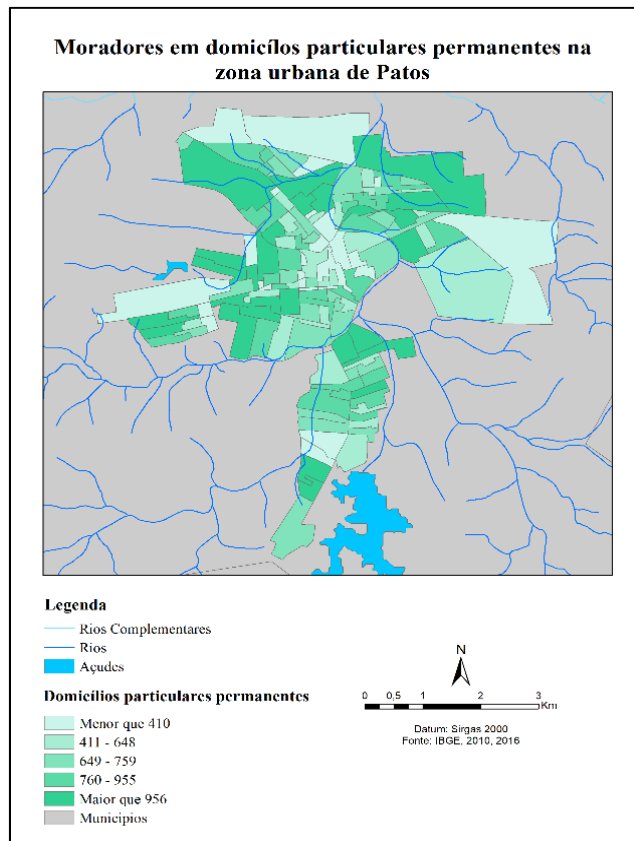 Moradores em domicílos particulares permanentes na
zona urbana de Patos
Legenda
Rios Complementares
Rios
Açudes
Domicílios particulares permanentes
Menor que 410
411 - 648
649 - 759
760 - 955
Maior que 956
Municipios
N
0 0,5 1 2 3
Km
Datum: Sirgas 2000
Fonte: IBGE, 2010, 2016